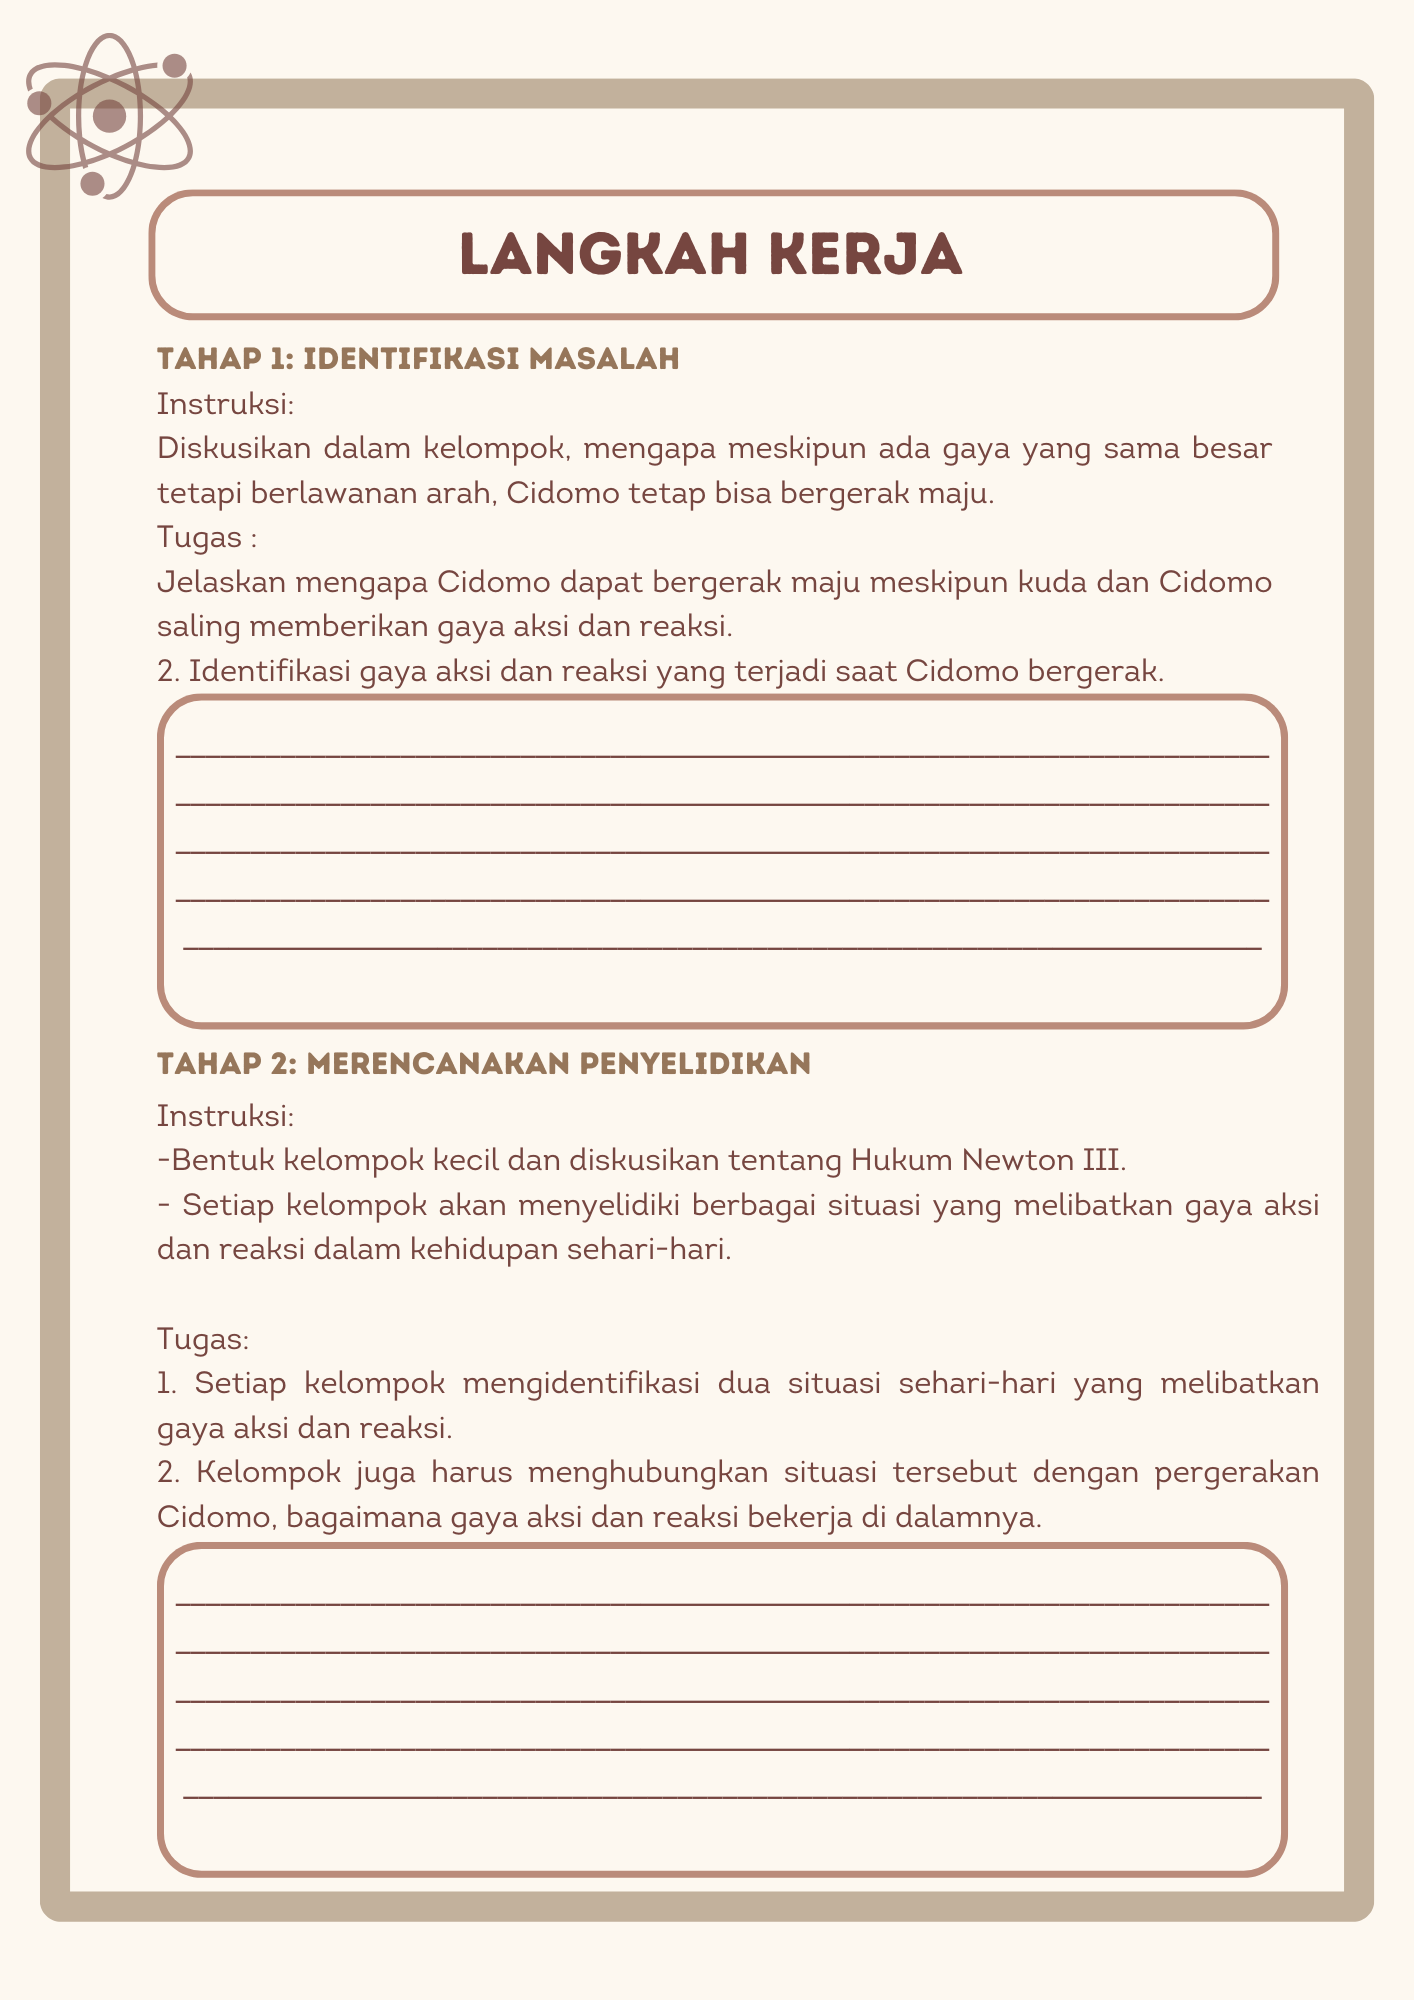 LANGKAH KERJA
TAHAP 1: IDENTIFIKASI MASALAH
Instruksi:
Diskusikan dalam kelompok, mengapa meskipun ada gaya yang sama besar
tetapi berlawanan arah, Cidomo tetap bisa bergerak maju.
Tugas :
Jelaskan mengapa Cidomo dapat bergerak maju meskipun kuda dan Cidomo
saling memberikan gaya aksi dan reaksi.
2. Identifikasi gaya aksi dan reaksi yang terjadi saat Cidomo bergerak.
TAHAP 2: MERENCANAKAN PENYELIDIKAN
Instruksi:
-Bentuk kelompok kecil dan diskusikan tentang Hukum Newton III.
- Setiap kelompok akan menyelidiki berbagai situasi yang melibatkan gaya aksi
dan reaksi dalam kehidupan sehari-hari.
Tugas:
1. Setiap kelompok mengidentifikasi dua situasi sehari-hari yang melibatkan
gaya aksi dan reaksi.
2. Kelompok juga harus menghubungkan situasi tersebut dengan pergerakan
Cidomo, bagaimana gaya aksi dan reaksi bekerja di dalamnya.